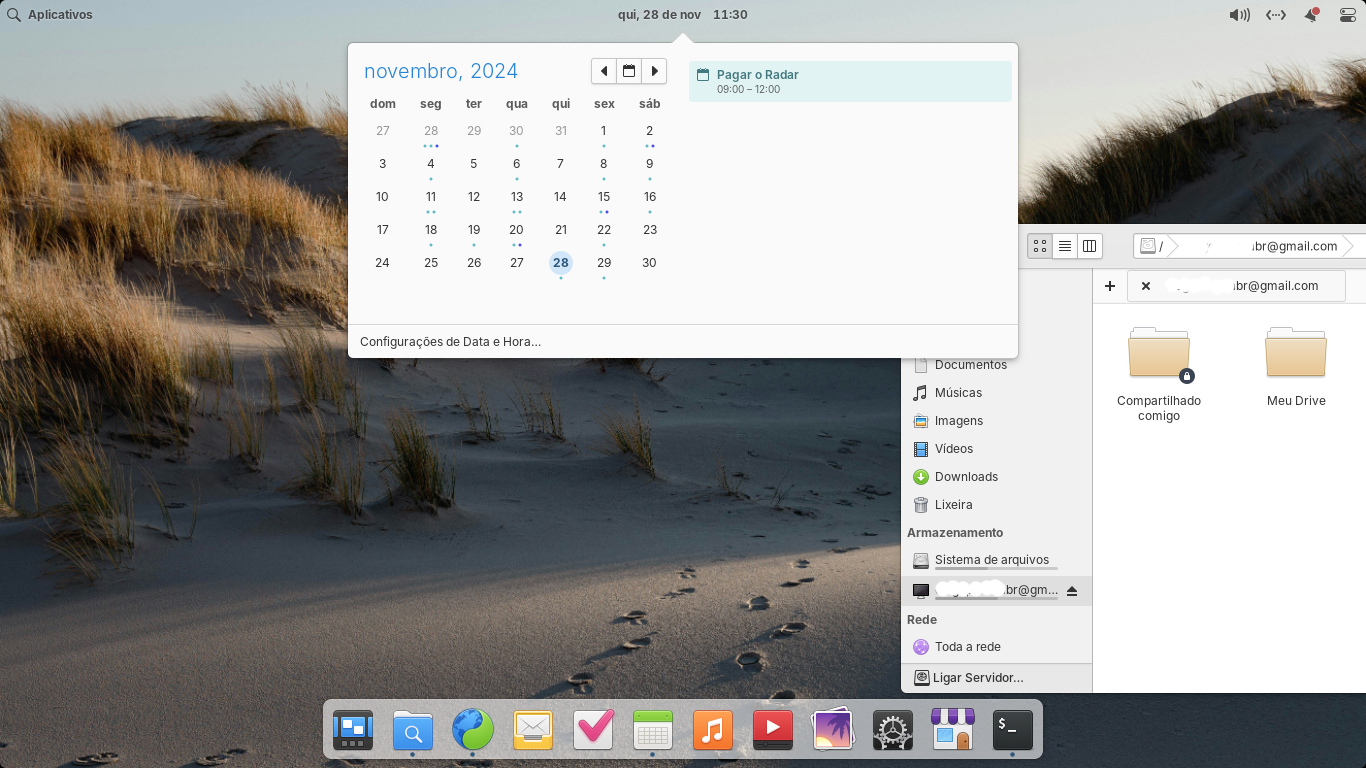 Aplicativos
qui, 28 de nov 11:30
novembro, 2024
dom seg ter qua qui sex sáb
27 28 29 30 31 1 2
3 4 5 6 7 8 9
10 11 12 13 14 15 16
17 18 19 20 21 22 23
24 25 26 27 28 29 30
Pagar o Radar
09:00 – 12:00
Configurações de Data e Hora...
/
br@gmail.com
br@gmail.com
Documentos
Músicas
Imagens
Vídeos
Downloads
Lixeira
Armazenamento
Sistema de arquivos
.br@gm...
Rede
Toda a rede
Ligar Servidor...
Compartilhado
comigo
Meu Drive
$_